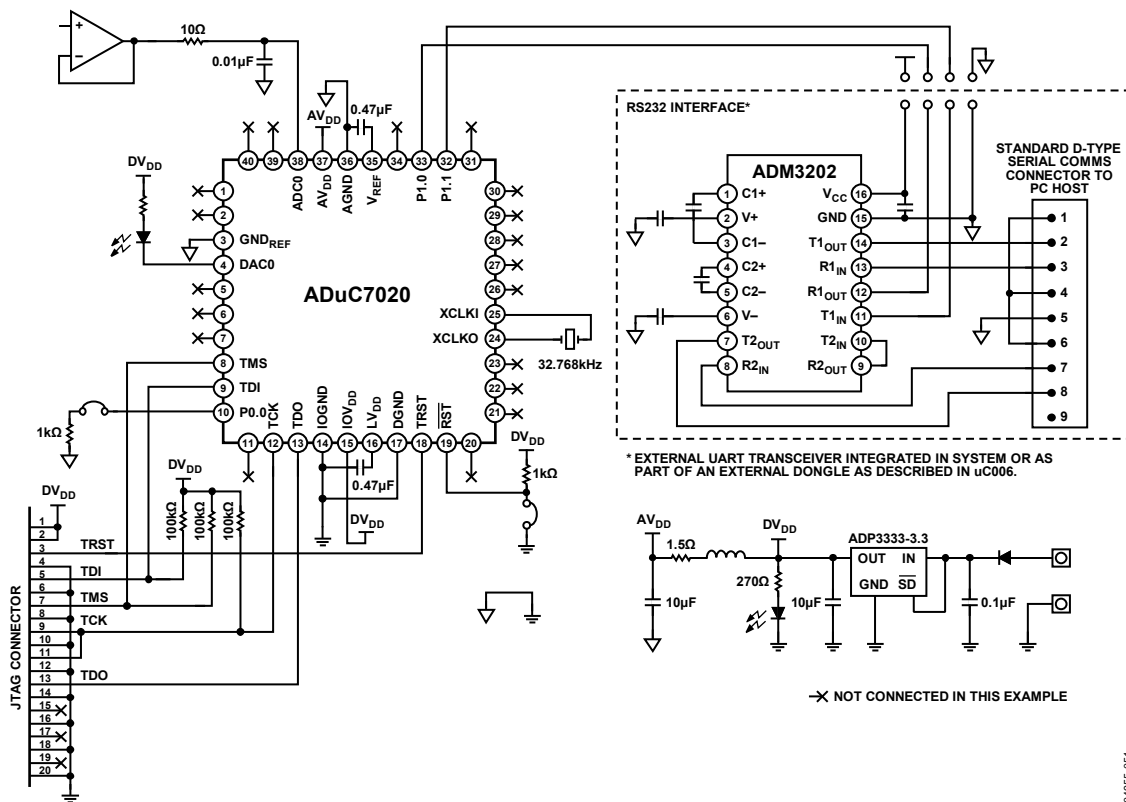 10Ω
0.01µF
0.47µF
AVDD
DVDD
40
39
38
37
36
35
34
33
32
31
ADC0
AVDD
AGND
VREF
P1.0
P1.1
1
2
3
4
5
6
7
8
9
10
GNDREF
DAC0
TMS
TDI
P0.0
ADuC7020
XCLKI
XCLKO
30
29
28
27
26
25
24
23
22
21
32.768kHz
TCK
TDO
IOGND
IOVDD
LVDD
DGND
TRST
RST
11
12
13
14
15
16
17
18
19
20
1kΩ
0.47µF
DVDD
DVDD
1kΩ
DVDD
100kΩ
100kΩ
100kΩ
DVDD
JTAG CONNECTOR
1
2
3
4
5
6
7
8
9
10
11
12
13
14
15
16
17
18
19
20
TRST
TDI
TMS
TCK
TDO
RS232 INTERFACE*
ADM3202
1 C1+
2 V+
3 C1–
4 C2+
5 C2–
6 V–
7 T2OUT
8 R2IN
VCC 16
GND 15
T1OUT 14
R1IN 13
R1OUT 12
T1IN 11
T2IN 10
R2OUT 9
STANDARD D-TYPE
SERIAL COMMS
CONNECTOR TO
PC HOST
1
2
3
4
5
6
7
8
9
* EXTERNAL UART TRANSCEIVER INTEGRATED IN SYSTEM OR AS
PART OF AN EXTERNAL DONGLE AS DESCRIBED IN uC006.
AVDD
1.5Ω
DVDD
270Ω
10µF
10µF
ADP3333-3.3
OUT IN
GND SD
0.1µF
NOT CONNECTED IN THIS EXAMPLE